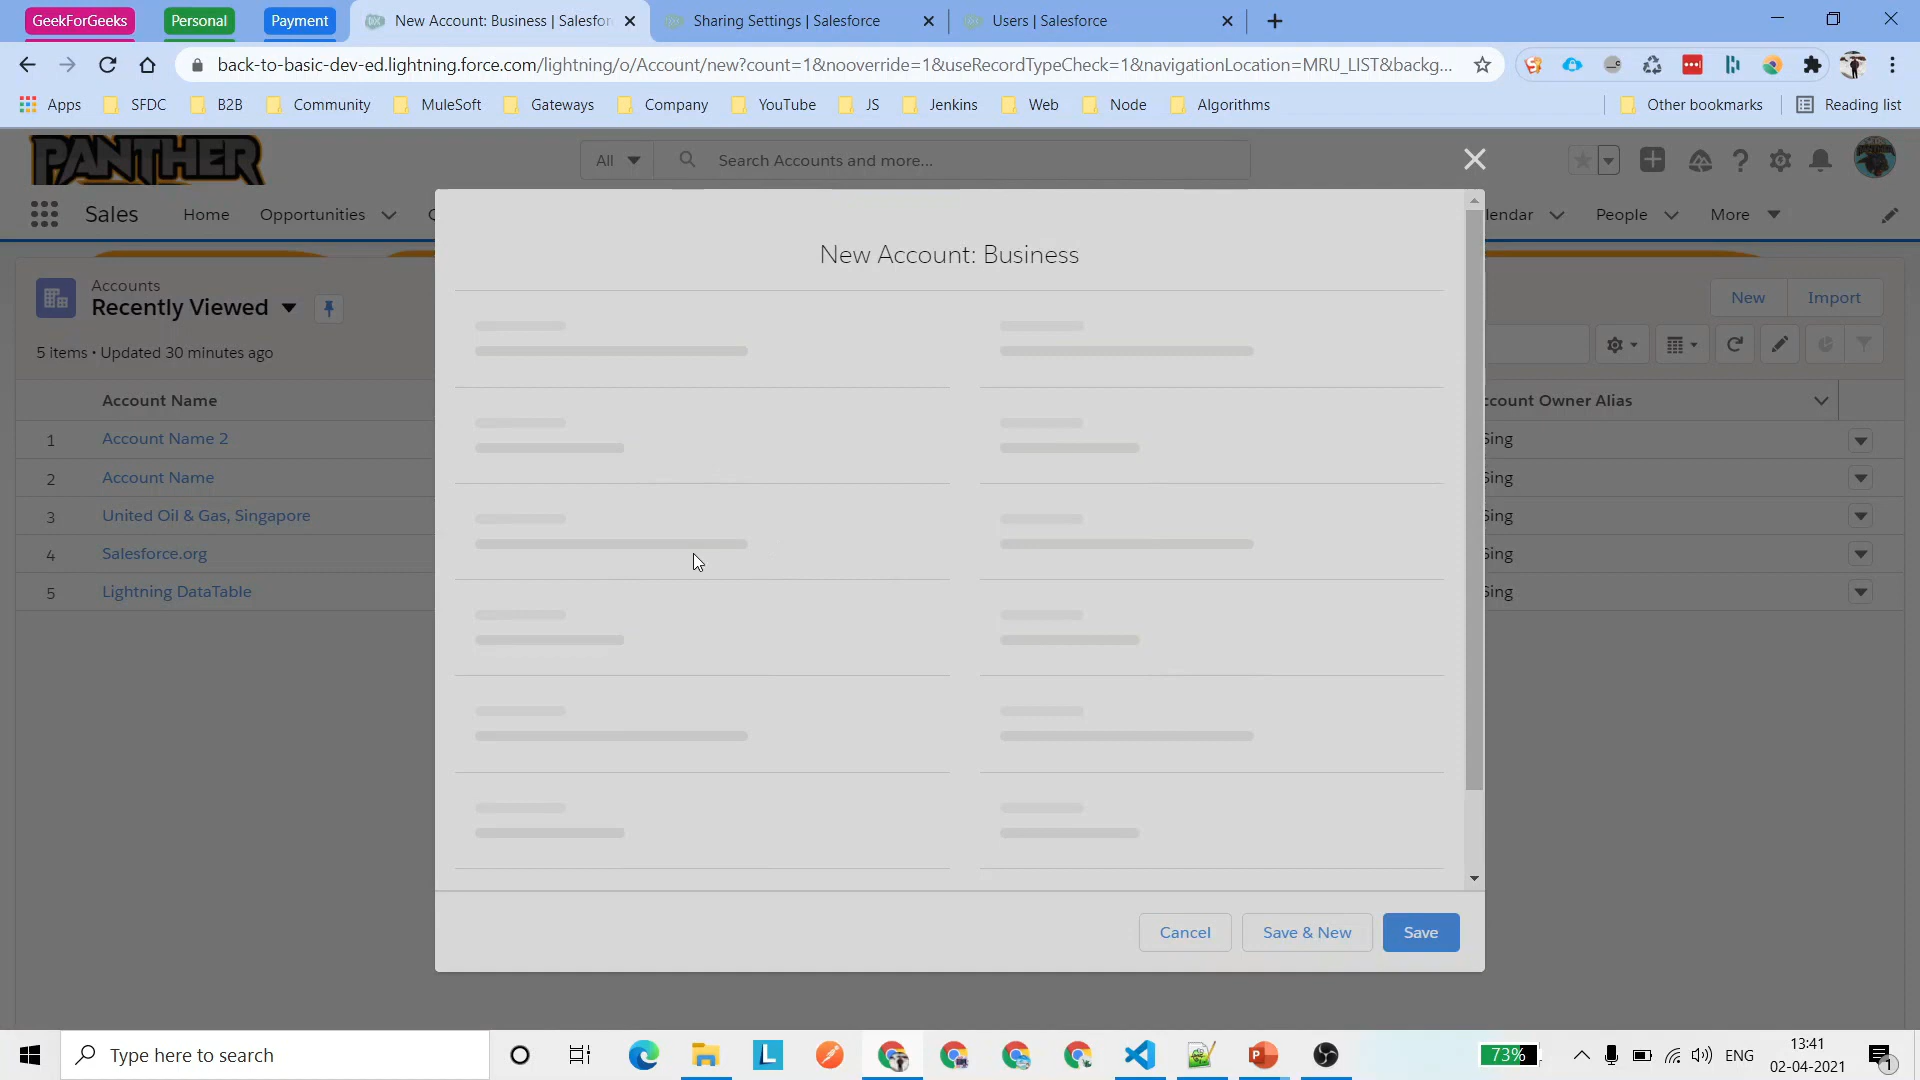 GeekForGeeks
Personal
Payment
New Account: Business | Salesfor
Sharing Settings | Salesforce
Users | Salesforce
back-to-basic-dev-ed.lightning.force.com/lightning/o/Account/new?count=1&nooverride=1&useRecordTypeCheck=1&navigationLocation=MRU_LIST&backg...
Apps
SFDC
B2B
Community
MuleSoft
Gateways
Company
YouTube
JS
Jenkins
Web
Node
Algorithms
Other bookmarks
Reading list
PANTHER
All
Search Accounts and more...
Sales
Home
Opportunities
lendar
People
More
Accounts
Recently Viewed
5 items • Updated 30 minutes ago
New
Import
Account Name
ccount Owner Alias
1 Account Name 2 Sing
2 Account Name Sing
3 United Oil & Gas, Singapore Sing
4 Salesforce.org Sing
5 Lightning DataTable Sing
New Account: Business
Cancel
Save & New
Save
Type here to search
73%
ENG
13:41
02-04-2021
1